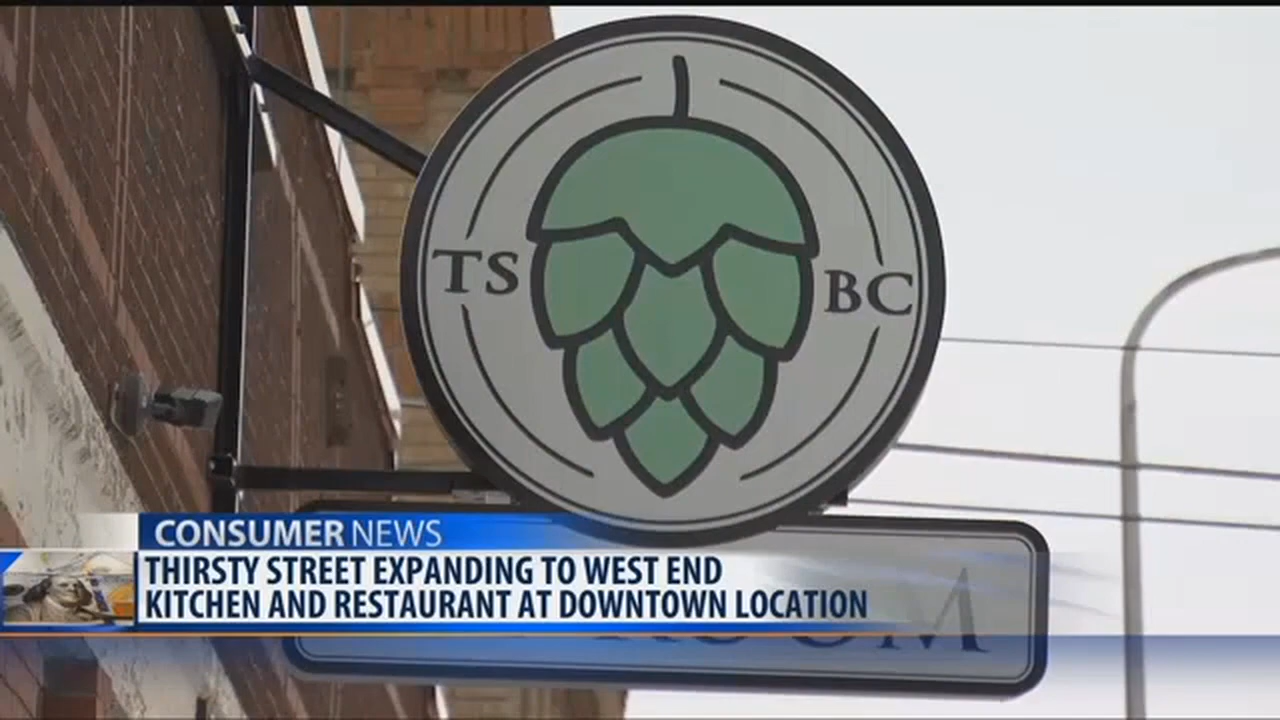 TS
BC
CONSUMER NEWS
THIRSTY STREET EXPANDING TO WEST END
KITCHEN AND RESTAURANT AT DOWNTOWN LOCATION